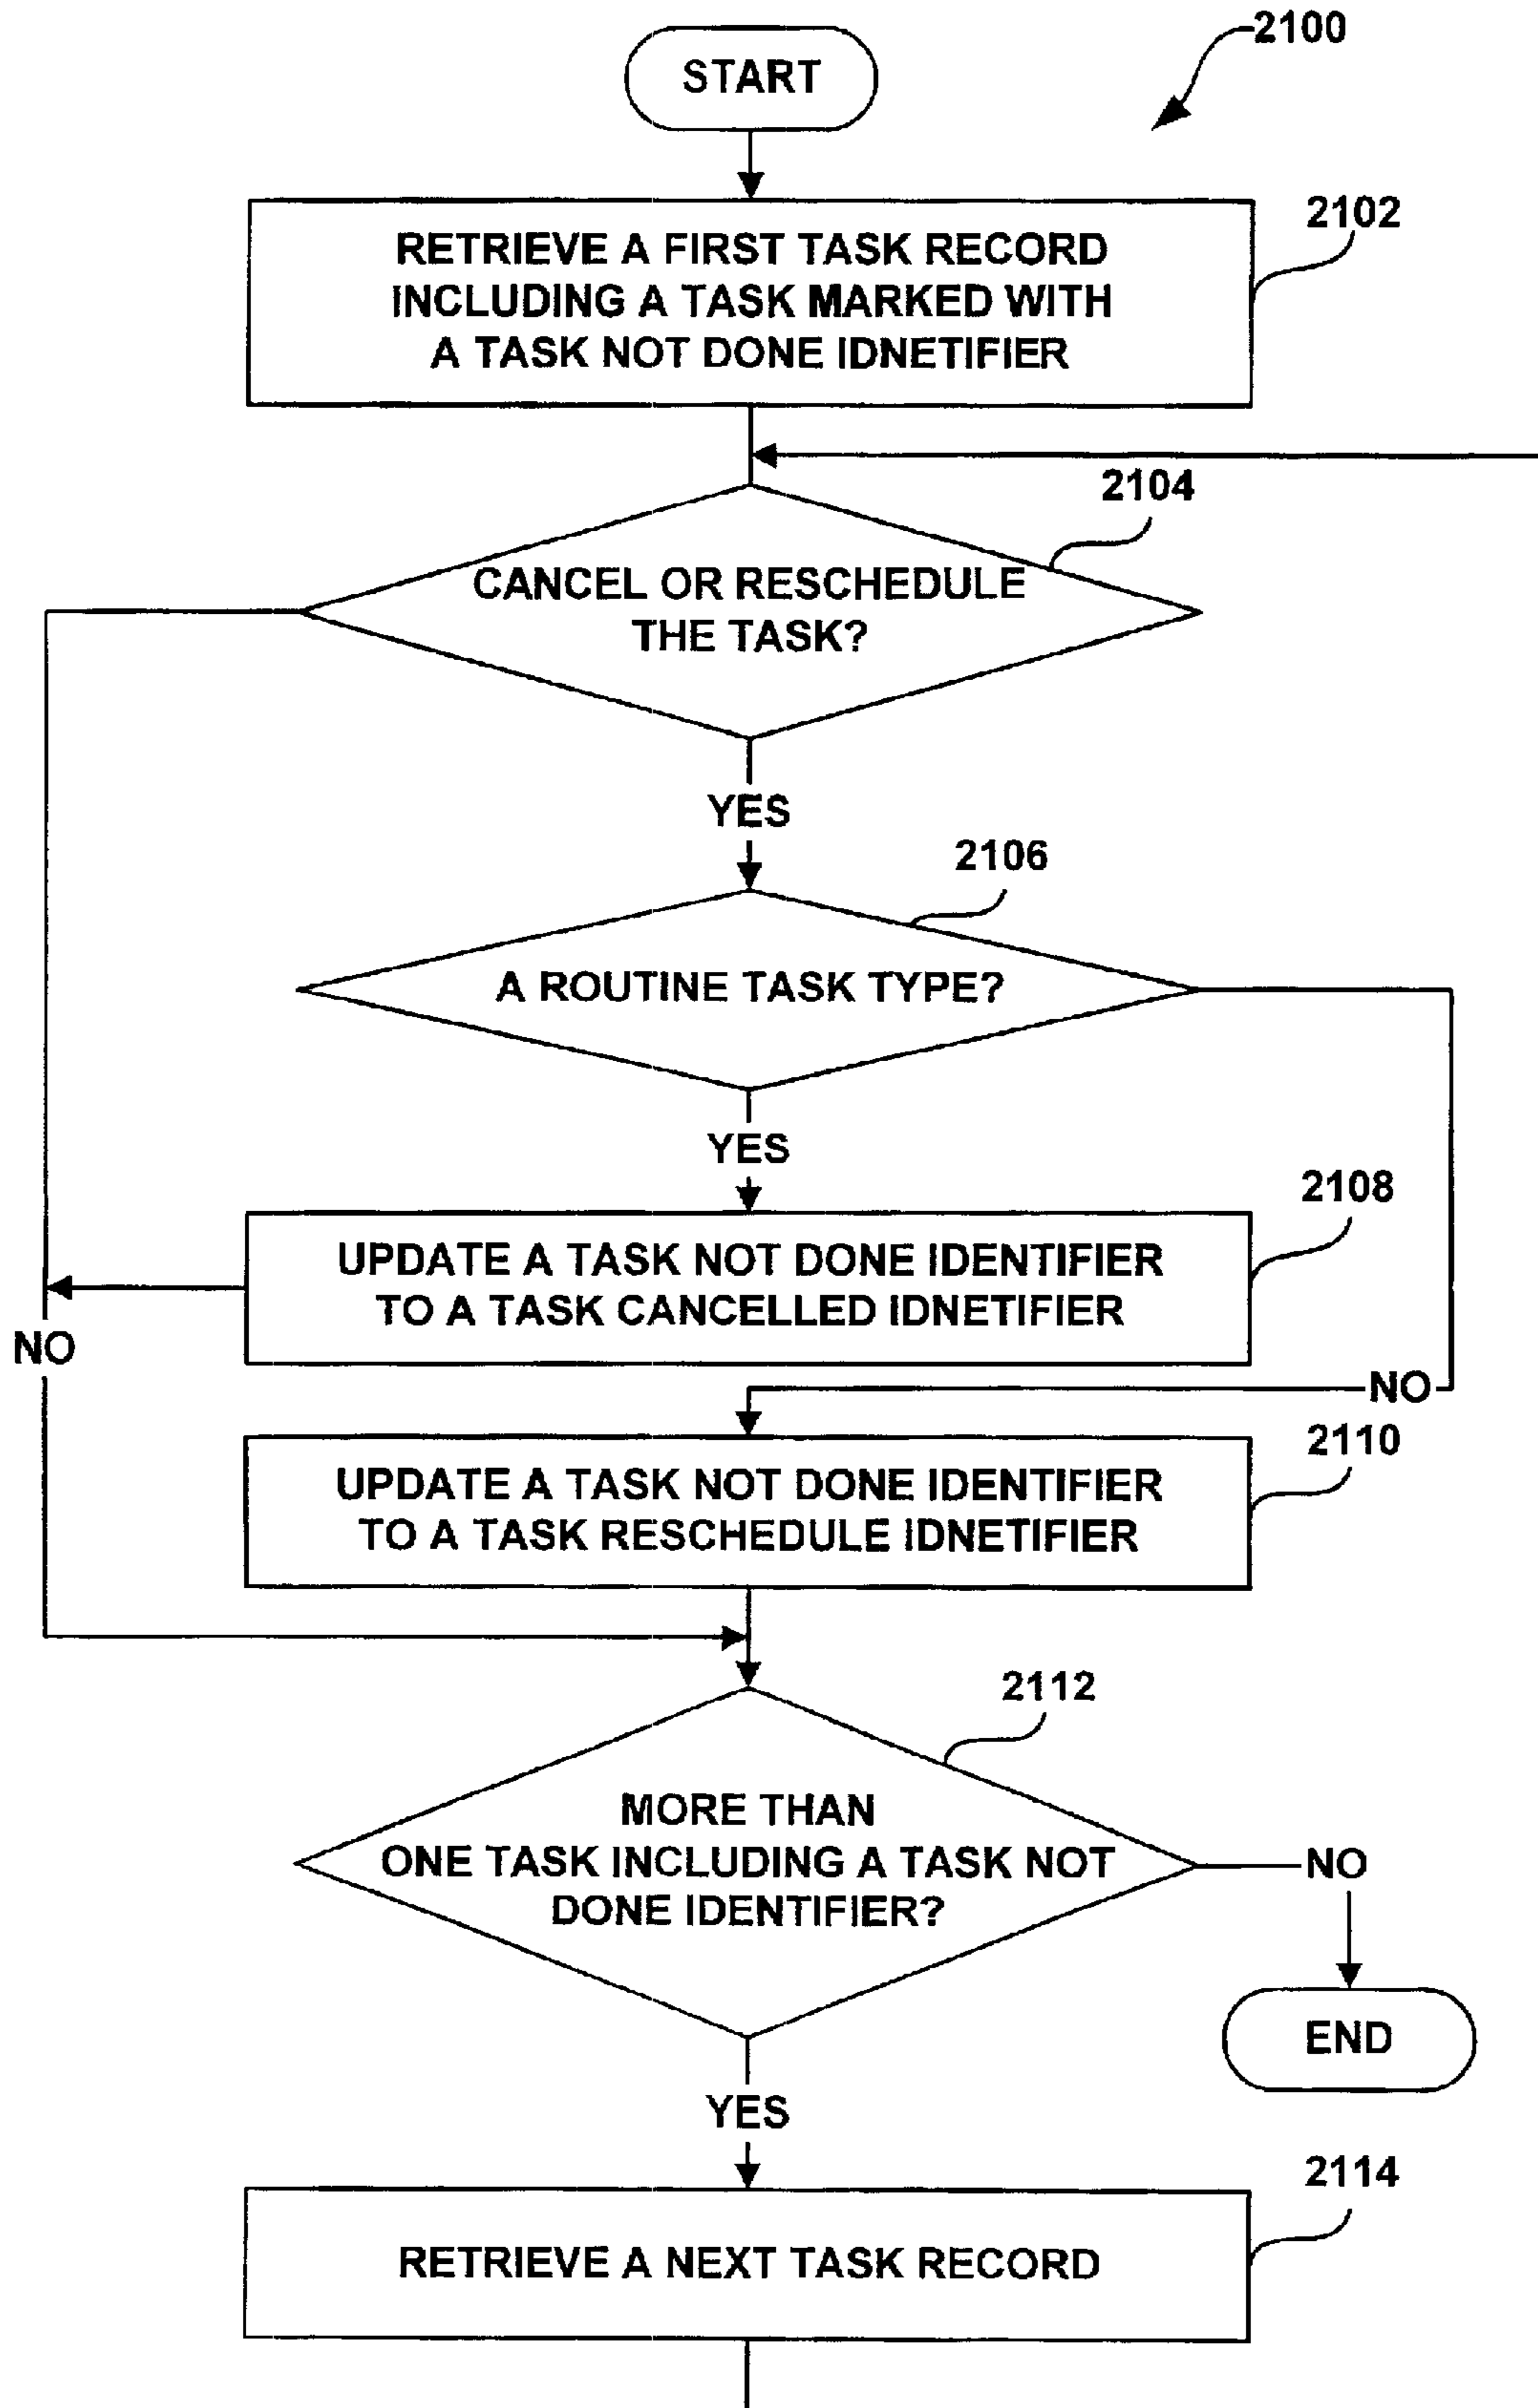 2100
START
2102
RETRIEVE A FIRST TASK RECORD
INCLUDING A TASK MARKED WITH
A TASK NOT DONE IDNETIFIER
2104
CANCEL OR RESCHEDULE
THE TASK?
YES
2106
A ROUTINE TASK TYPE?
YES
2108
UPDATE A TASK NOT DONE IDENTIFIER
TO A TASK CANCELLED IDNETIFIER
NO
NO
2110
UPDATE A TASK NOT DONE IDENTIFIER
TO A TASK RESCHEDULE IDNETIFIER
2112
MORE THAN
ONE TASK INCLUDING A TASK NOT
DONE IDENTIFIER?
NO
END
YES
2114
RETRIEVE A NEXT TASK RECORD